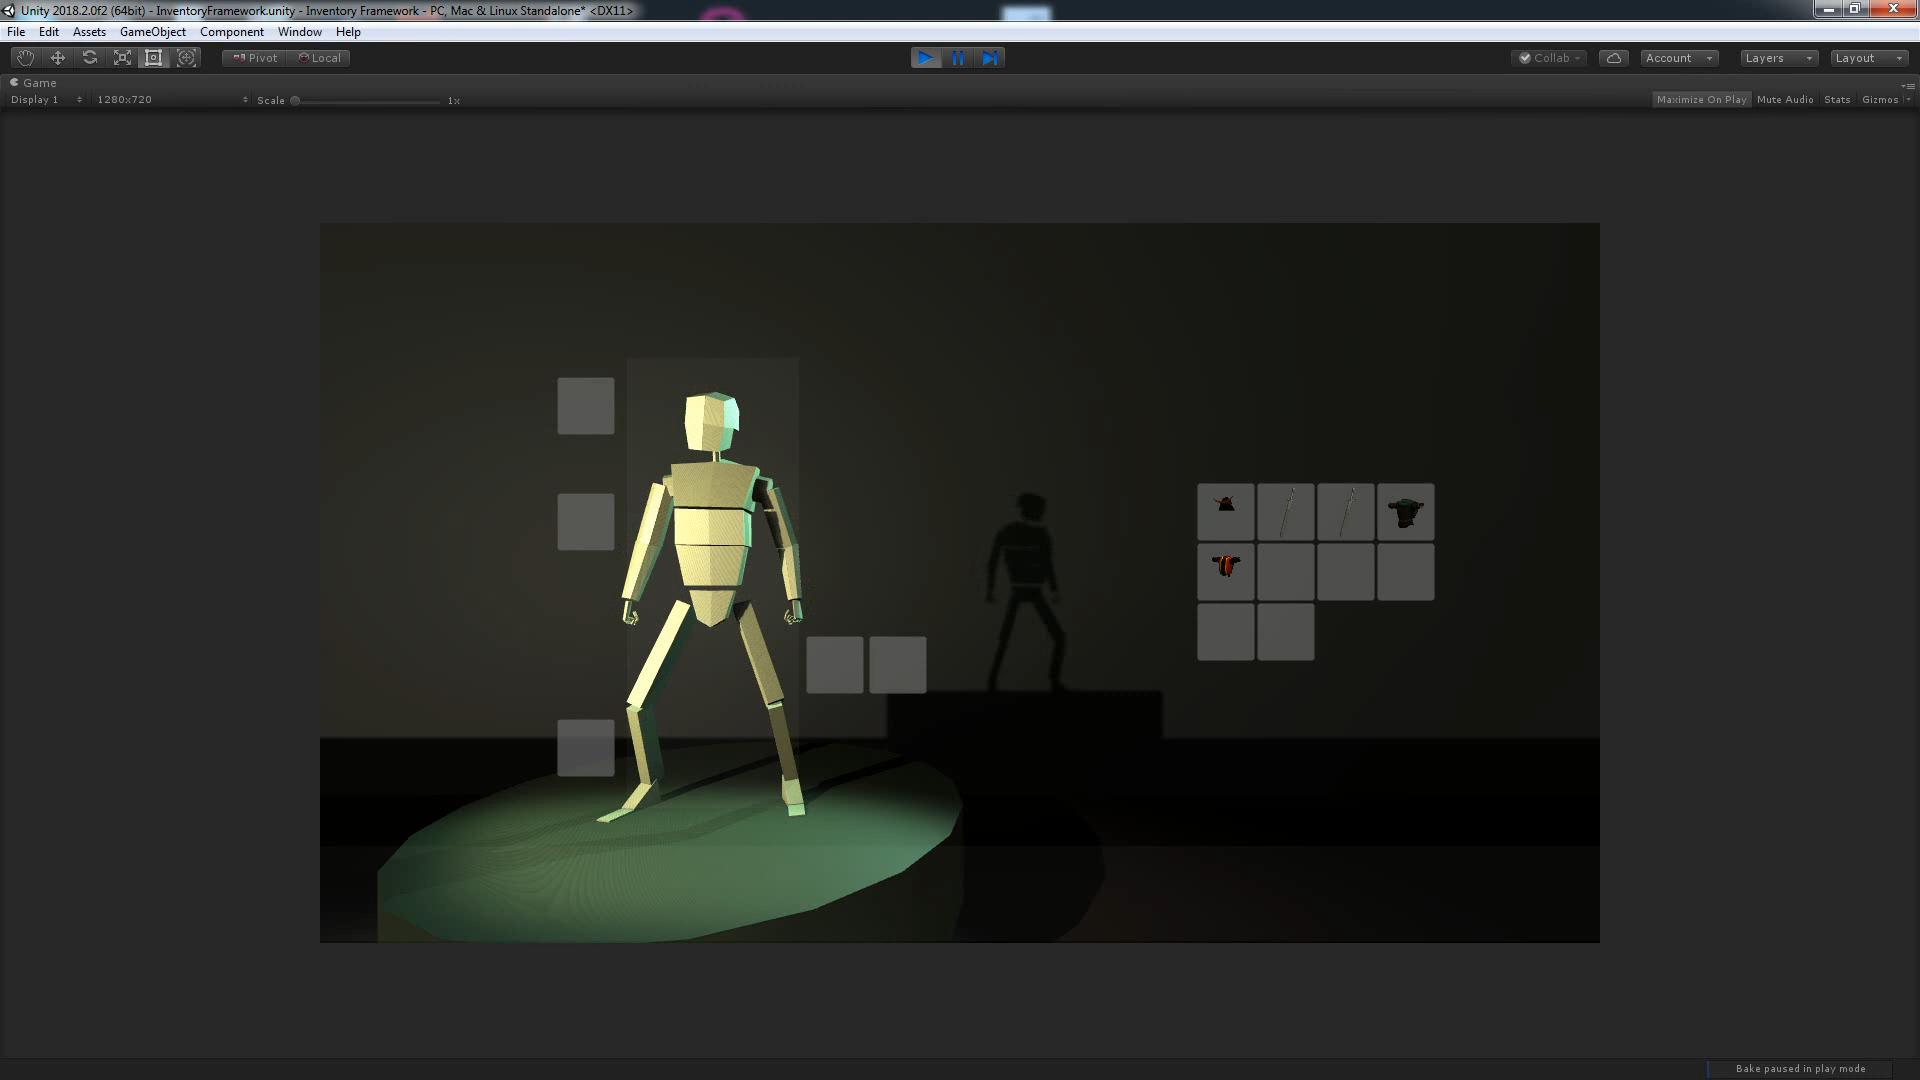 Unity 2018.2.0f2 (64bit) - InventoryFramework.unity - Inventory Framework - PC, Mac & Linux Standalone* <DX11>
File Edit Assets GameObject Component Window Help
Pivot Local Collab Account Layers Layout
Game
Display 1 1280x720 Scale 1x Maximize On Play Mute Audio Stats Gizmos
Bake paused in play mode